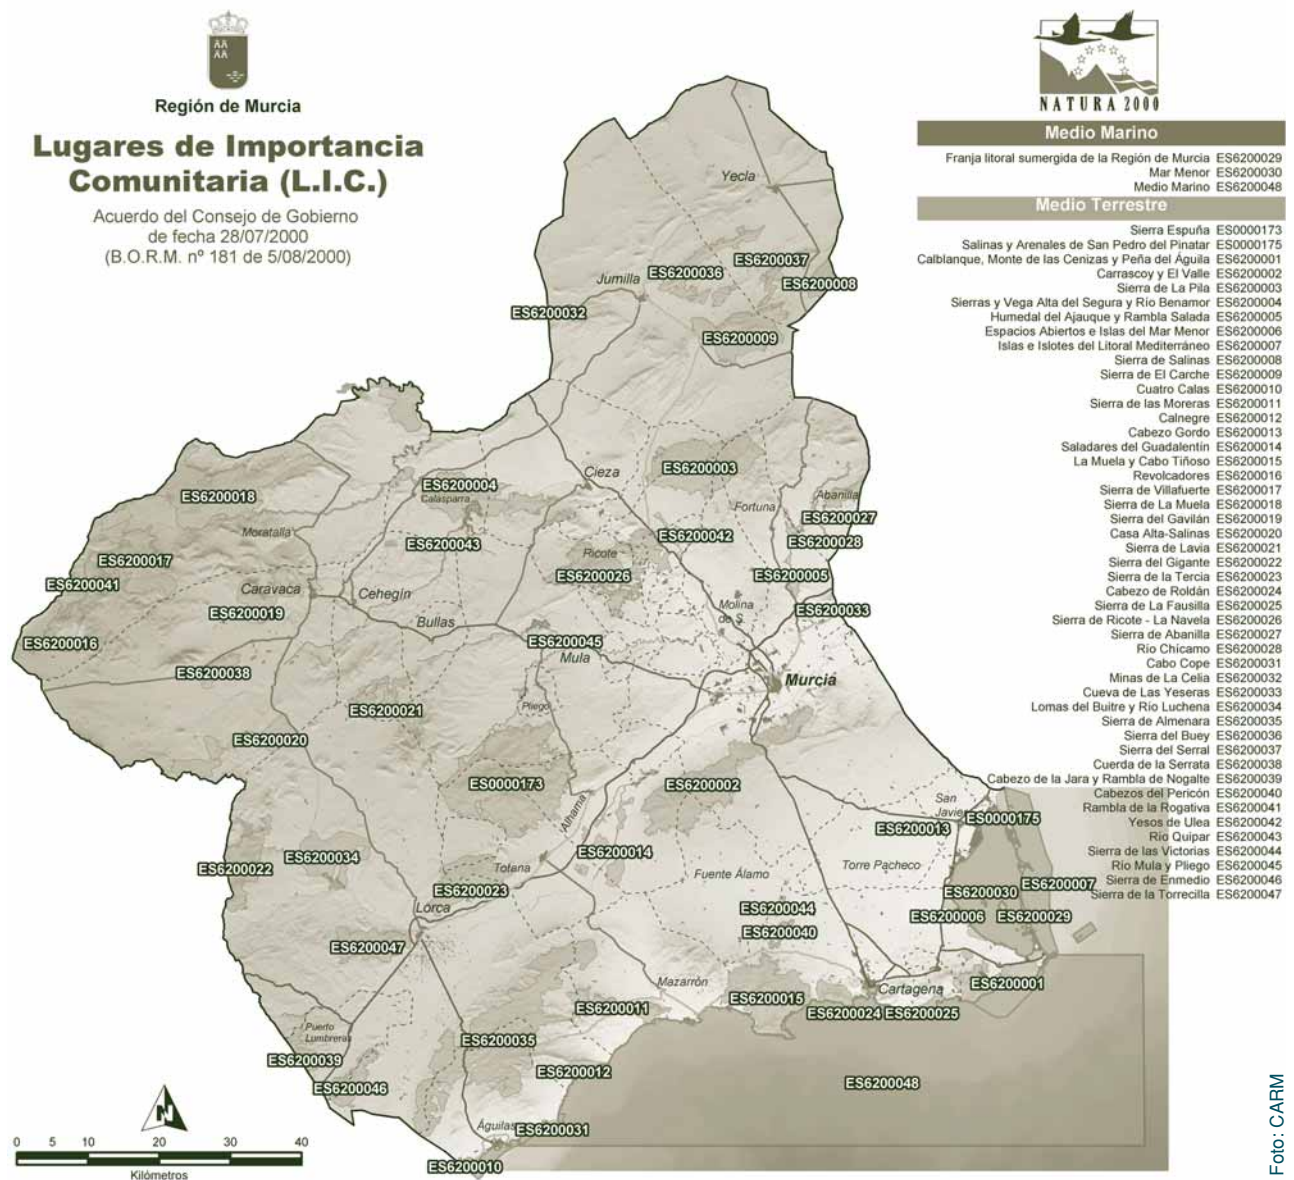 Región de Murcia
Lugares de Importancia
Comunitaria (L.I.C.)
Acuerdo del Consejo de Gobierno
de fecha 28/07/2000
(B.O.R.M. nº 181 de 5/08/2000)
NATURA 2000
Medio Marino
Franja litoral sumergida de la Región de Murcia ES6200029
Mar Menor ES6200030
Medio Marino ES6200048
Medio Terrestre
Sierra Espuña ES0000173
Salinas y Arenales de San Pedro del Pinatar ES0000175
Calblanque, Monte de las Cenizas y Peña del Águila ES6200001
Carrascoy y El Valle ES6200002
Sierra de La Pila ES6200003
Sierras y Vega Alta del Segura y Río Benamor ES6200004
Humedal del Ajauque y Rambla Salada ES6200005
Espacios Abiertos e Islas del Mar Menor ES6200006
Islas e Islotes del Litoral Mediterráneo ES6200007
Sierra de Salinas ES6200008
Sierra de El Carche ES6200009
Cuatro Calas ES6200010
Sierra de las Moreras ES6200011
Calnegre ES6200012
Cabezo Gordo ES6200013
Saladares del Guadalentín ES6200014
La Muela y Cabo Tiñoso ES6200015
Revolcadores ES6200016
Sierra de Villafuerte ES6200017
Sierra de La Muela ES6200018
Sierra del Gavilán ES6200019
Casa Alta-Salinas ES6200020
Sierra de Lavia ES6200021
Sierra del Gigante ES6200022
Sierra de la Tercia ES6200023
Cabezo de Roldán ES6200024
Sierra de La Fausilla ES6200025
Sierra de Ricote - La Navela ES6200026
Sierra de Abanilla ES6200027
Río Chícamo ES6200028
Cabo Cope ES6200031
Minas de La Celia ES6200032
Cueva de Las Yeseras ES6200033
Lomas del Buitre y Río Luchena ES6200034
Sierra de Almenara ES6200035
Sierra del Buey ES6200036
Sierra del Serral ES6200037
Cuerda de la Serrata ES6200038
Cabezo de la Jara y Rambla de Nogalte ES6200039
Cabezos del Pericón ES6200040
Rambla de la Rogativa ES6200041
Yesos de Ulea ES6200042
Río Quípar ES6200043
Sierra de las Victorias ES6200044
Río Mula y Pliego ES6200045
Sierra de Enmedio ES6200046
Sierra de la Torrecilla ES6200047
Yecla
ES6200037
ES6200036
Jumilla
ES6200008
ES6200032
ES6200009
ES6200003
Cieza
ES6200004
Calasparra
ES6200018
Abanilla
Fortuna
ES6200027
Moratalla
ES6200042
ES6200028
ES6200043
Ricote
ES6200017
ES6200026
ES6200005
ES6200041
Caravaca
Cehegín
Molina
de S.
ES6200033
ES6200019
Bullas
ES6200016
ES6200045
Mula
ES6200038
Murcia
Pliego
ES6200021
ES6200020
ES0000173
ES6200002
Alhama
San
Javier
ES0000175
ES6200013
ES6200014
ES6200034
ES6200022
Totana
Torre Pacheco
Fuente Álamo
ES6200023
ES6200030
ES6200007
Lorca
ES6200044
ES6200006
ES6200029
ES6200040
ES6200047
Mazarrón
ES6200001
Cartagena
ES6200015
ES6200011
ES6200024
ES6200025
Puerto
Lumbreras
ES6200035
ES6200039
ES6200012
ES6200046
ES6200048
Águilas
ES6200031
ES6200010
N
0 5 10 20 30 40
Kilómetros
Foto: CARM